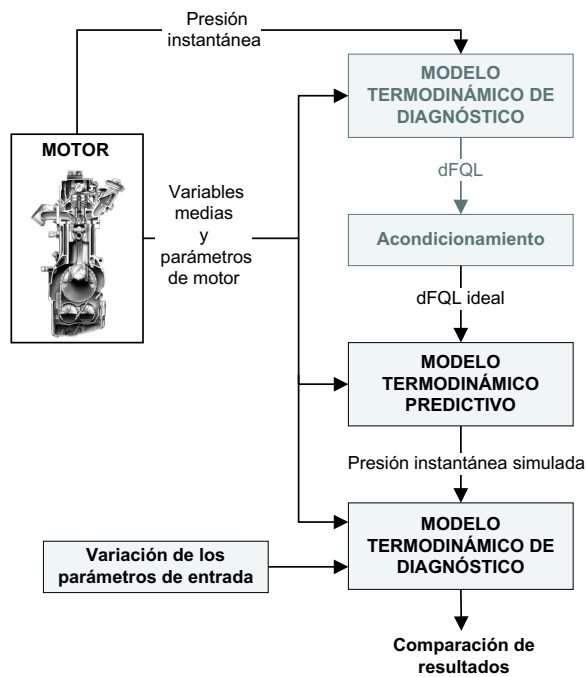 Presión
instantánea
MODELO
TERMODINÁMICO DE
DIAGNÓSTICO
MOTOR
dFQL
Variables
medias
y
parámetros
de motor
Acondicionamiento
dFQL ideal
MODELO
TERMODINÁMICO
PREDICTIVO
Presión instantánea simulada
MODELO
TERMODINÁMICO DE
DIAGNÓSTICO
Variación de los
parámetros de entrada
Comparación de
resultados